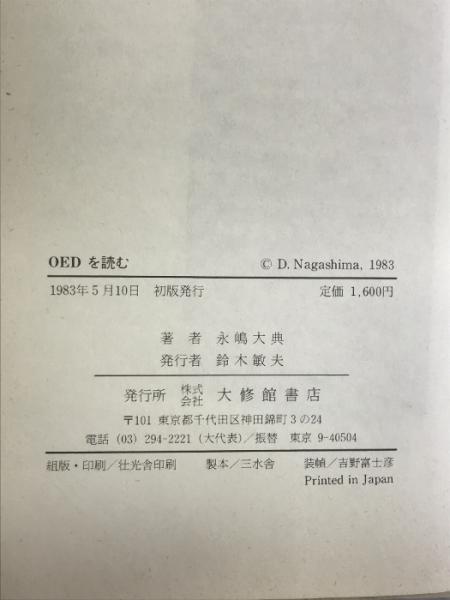 OED を読む © D. Nagashima, 1983
1983年5月10日 初版発行 定価 1,600円
著者 永嶋大典
発行者 鈴木敏夫
発行所 株式会社 大修館書店
〒101 東京都千代田区神田錦町3の24
電話 (03) 294-2221 (大代表)/振替 東京 9-40504
組版・印刷/壮光舎印刷 製本/三水舎 装幀/吉野富士彦
Printed in Japan